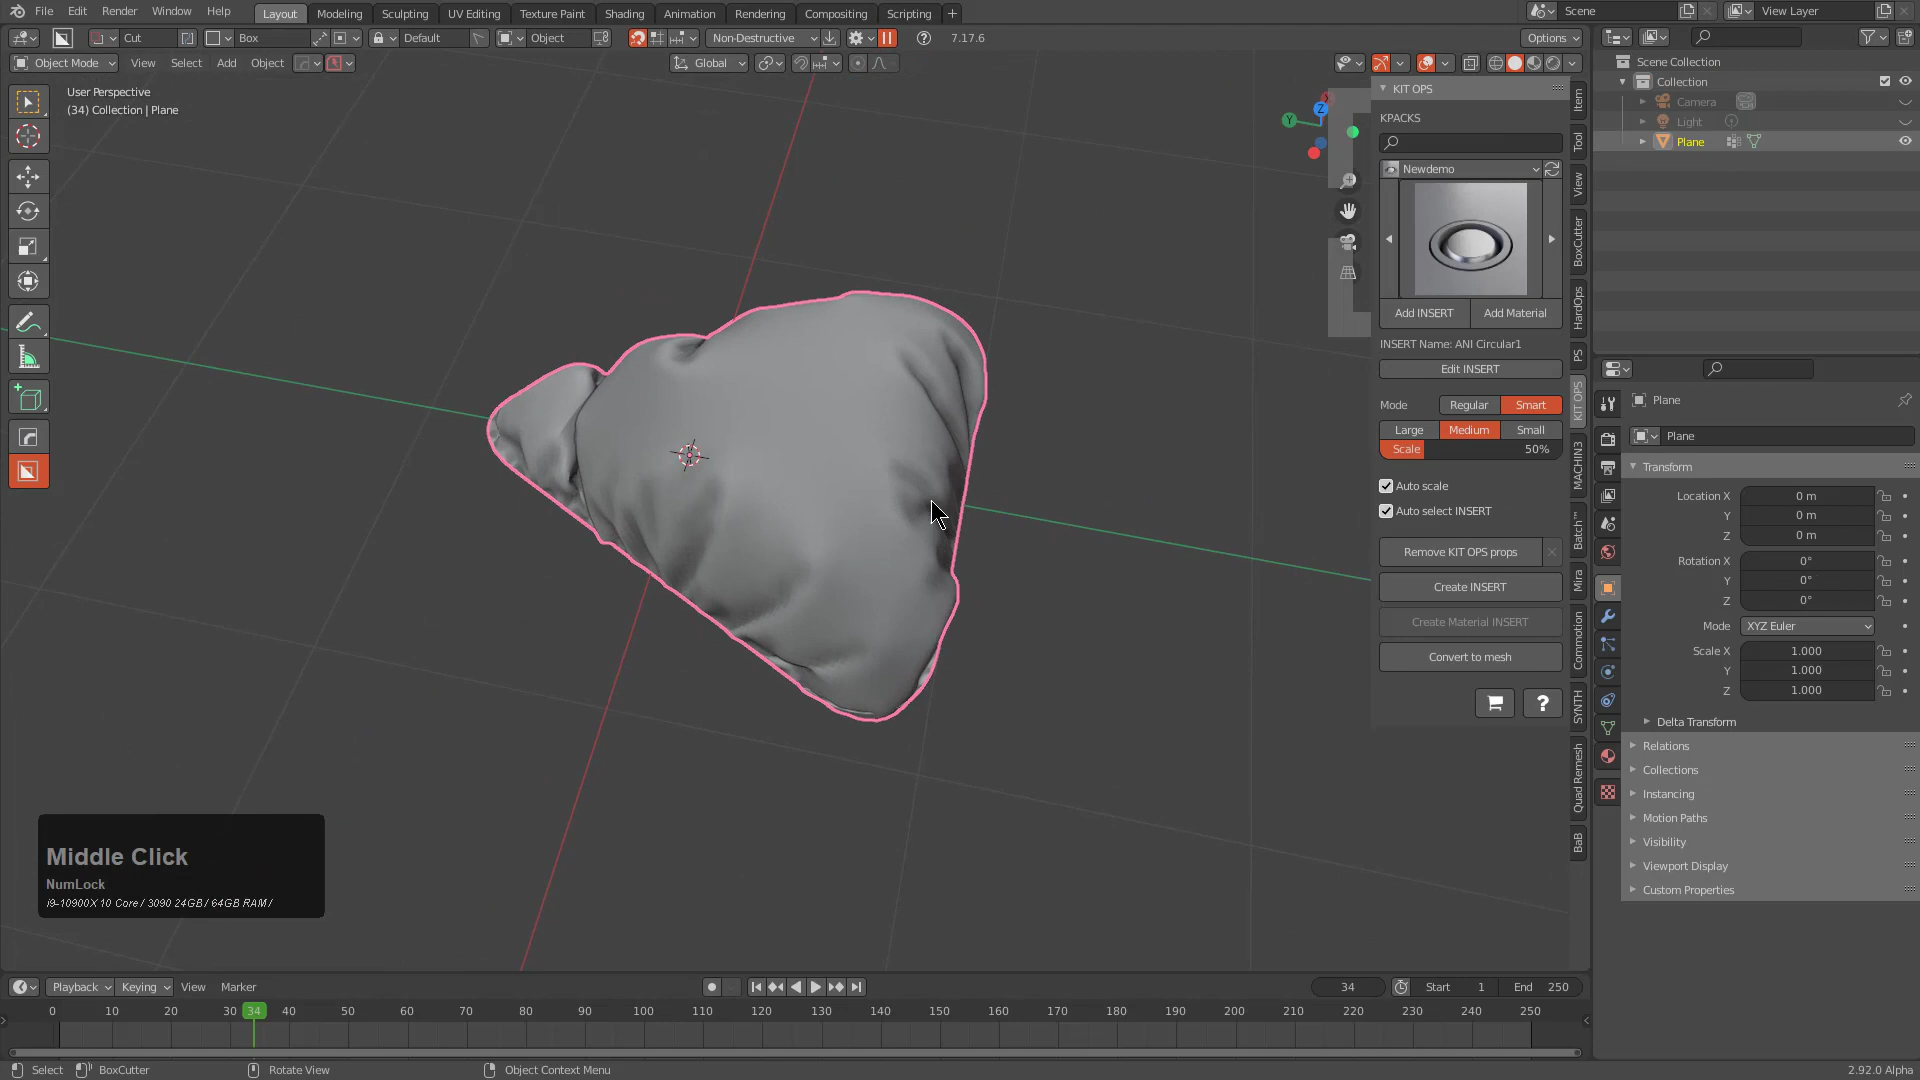 File Edit Render Window Help Layout Modeling Sculpting UV Editing Texture Paint Shading Animation Rendering Compositing Scripting Scene View Layer
Cut Box Default Object Non-Destructive 7.17.6 Options
Object Mode View Select Add Object Global
User Perspective
(34) Collection | Plane
KIT OPS
KPACKS
Newdemo
Add INSERT Add Material
INSERT Name: ANI Circular1
Edit INSERT
Mode Regular Smart
Large Medium Small
Scale 50%
Auto scale
Auto select INSERT
Remove KIT OPS props
Create INSERT
Create Material INSERT
Convert to mesh
?
Item
Tool
View
BoxCutter
HardOps
PS
KIT OPS
MACHIN3
Batch™
Mira
Commotion
SYNTH
Quad Remesh
BaB
Scene Collection
Collection
Camera
Light
Plane
Plane
Plane
Transform
Location X 0 m
Y 0 m
Z 0 m
Rotation X 0°
Y 0°
Z 0°
Mode XYZ Euler
Scale X 1.000
Y 1.000
Z 1.000
Delta Transform
Relations
Collections
Instancing
Motion Paths
Visibility
Viewport Display
Custom Properties
Middle Click
NumLock
i9-10900X 10 Core / 3090 24GB / 64GB RAM /
Playback Keying View Marker 34 Start 1 End 250
0 10 20 30 34 40 50 60 70 80 90 100 110 120 130 140 150 160 170 180 190 200 210 220 230 240 250
Select BoxCutter Rotate View Object Context Menu 2.92.0 Alpha